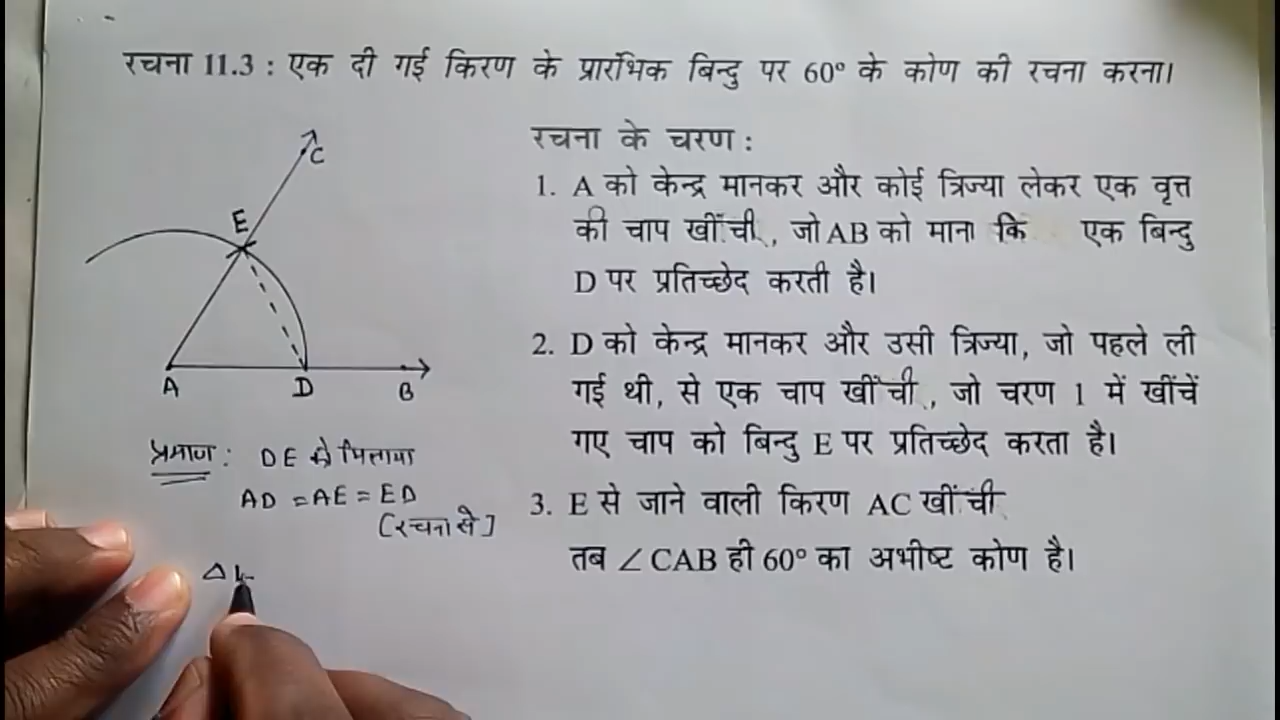 रचना 11.3 : एक दी गई किरण के प्रारंभिक बिन्दु पर 60° के कोण की रचना करना।
C
E
A
D
B
प्रमाण : DE को मिलाया
AD = AE = ED
[रचना से]
Δ
रचना के चरण :
1. A को केन्द्र मानकर और कोई त्रिज्या लेकर एक वृत्त
की चाप खींची, जो AB को माना कि एक बिन्दु
D पर प्रतिच्छेद करती है।
2. D को केन्द्र मानकर और उसी त्रिज्या, जो पहले ली
गई थी, से एक चाप खींची, जो चरण 1 में खींचें
गए चाप को बिन्दु E पर प्रतिच्छेद करता है।
3. E से जाने वाली किरण AC खींची
तब ∠CAB ही 60° का अभीष्ट कोण है।